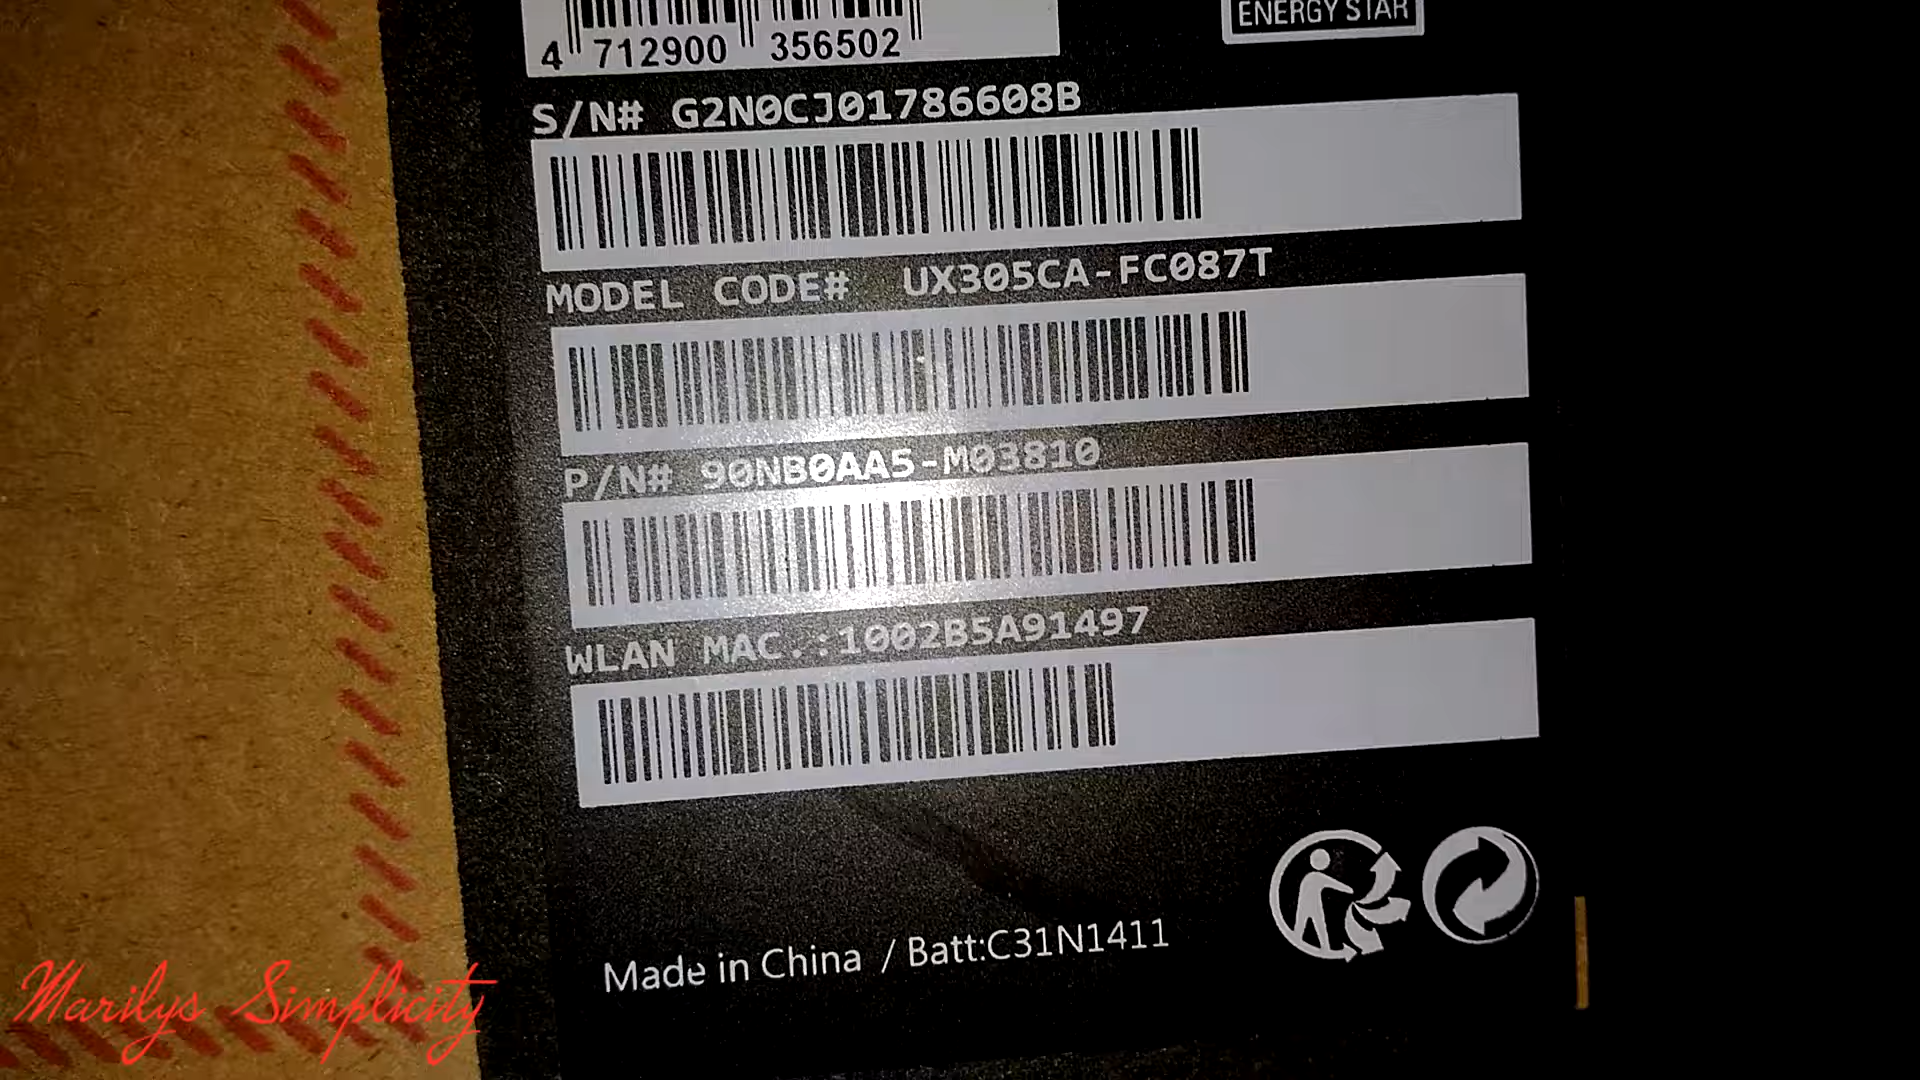 ENERGY STAR
4 712900 356502
S/N# G2N0CJ01786608B
MODEL CODE# UX305CA-FC087T
P/N# 90NB0AA5-M03810
WLAN MAC.:1002B5A91497
Made in China / Batt:C31N1411
Marilys Simplicity